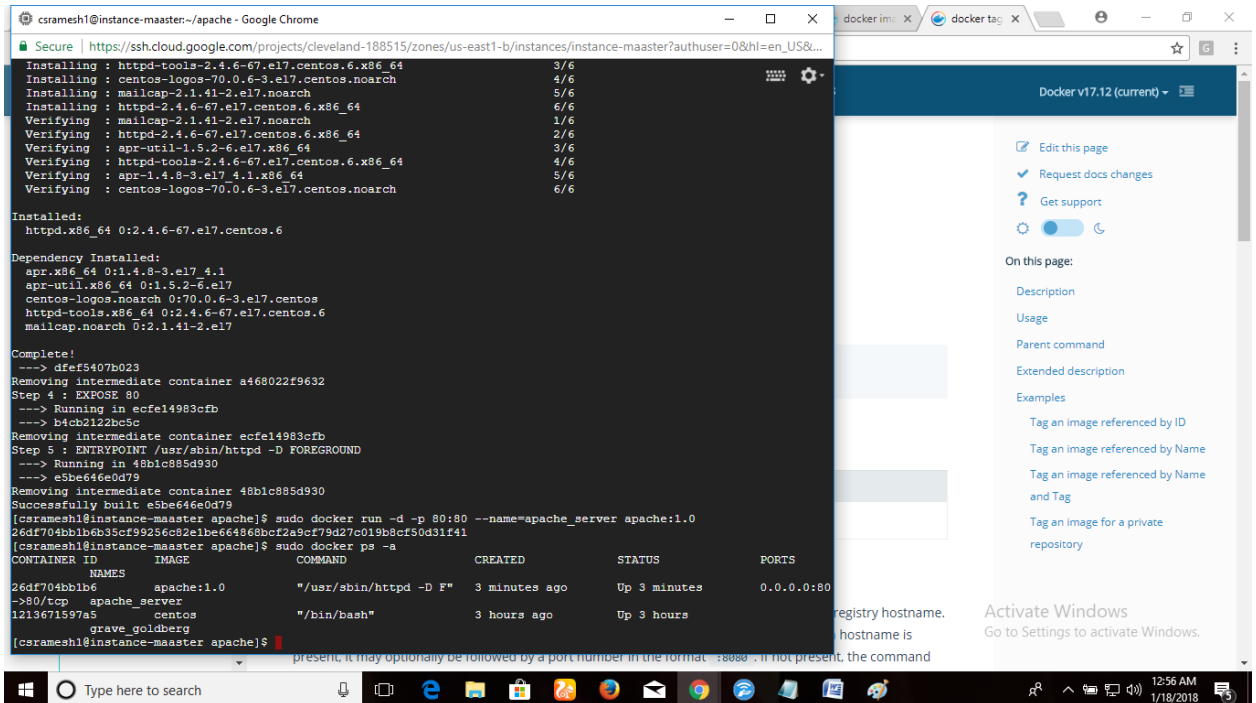 csramesh1@instance-maaster:~/apache - Google Chrome
Secure | https://ssh.cloud.google.com/projects/cleveland-188515/zones/us-east1-b/instances/instance-maaster?authuser=0&hl=en_US&...
docker ima
docker tag
Installing : httpd-tools-2.4.6-67.el7.centos.6.x86_64 3/6
Installing : centos-logos-70.0.6-3.el7.centos.noarch 4/6
Installing : mailcap-2.1.41-2.el7.noarch 5/6
Installing : httpd-2.4.6-67.el7.centos.6.x86_64 6/6
Verifying : mailcap-2.1.41-2.el7.noarch 1/6
Verifying : httpd-2.4.6-67.el7.centos.6.x86_64 2/6
Verifying : apr-util-1.5.2-6.el7.x86_64 3/6
Verifying : httpd-tools-2.4.6-67.el7.centos.6.x86_64 4/6
Verifying : apr-1.4.8-3.el7_4.1.x86_64 5/6
Verifying : centos-logos-70.0.6-3.el7.centos.noarch 6/6
Installed:
httpd.x86_64 0:2.4.6-67.el7.centos.6
Dependency Installed:
apr.x86_64 0:1.4.8-3.el7_4.1
apr-util.x86_64 0:1.5.2-6.el7
centos-logos.noarch 0:70.0.6-3.el7.centos
httpd-tools.x86_64 0:2.4.6-67.el7.centos.6
mailcap.noarch 0:2.1.41-2.el7
Complete!
---> dfef5407b023
Removing intermediate container a468022f9632
Step 4 : EXPOSE 80
---> Running in ecfe14983cfb
---> b4cb2122bc5c
Removing intermediate container ecfe14983cfb
Step 5 : ENTRYPOINT /usr/sbin/httpd -D FOREGROUND
---> Running in 48b1c885d930
---> e5be646e0d79
Removing intermediate container 48b1c885d930
Successfully built e5be646e0d79
[csramesh1@instance-maaster apache]$ sudo docker run -d -p 80:80 --name=apache_server apache:1.0
26df704bb1b6b35cf99256c82e1be664868bcf2a9cf79d27c019b8cf50d31f41
[csramesh1@instance-maaster apache]$ sudo docker ps -a
CONTAINER ID IMAGE COMMAND CREATED STATUS PORTS
NAMES
26df704bb1b6 apache:1.0 "/usr/sbin/httpd -D F" 3 minutes ago Up 3 minutes 0.0.0.0:80
->80/tcp apache_server
1213671597a5 centos "/bin/bash" 3 hours ago Up 3 hours
grave_goldberg
[csramesh1@instance-maaster apache]$
Docker v17.12 (current)
Edit this page
Request docs changes
Get support
On this page:
Description
Usage
Parent command
Extended description
Examples
Tag an image referenced by ID
Tag an image referenced by Name
Tag an image referenced by Name
and Tag
Tag an image for a private
repository
registry hostname.
hostname is
present, it may optionally be followed by a port number in the format :8080 . If not present, the command
Activate Windows
Go to Settings to activate Windows.
Type here to search
12:56 AM
1/18/2018
5